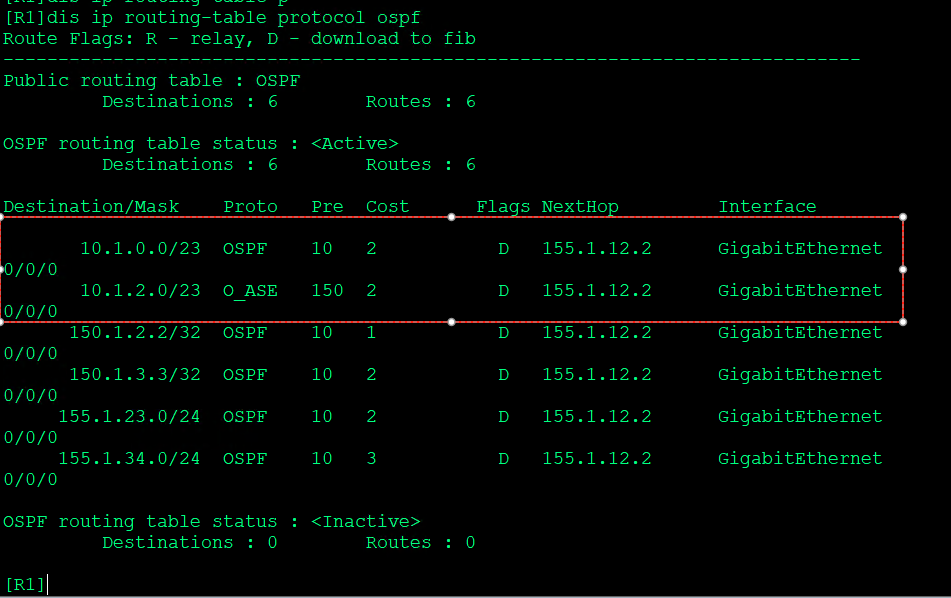 [R1]dis ip routing-table p
[R1]dis ip routing-table protocol ospf
Route Flags: R - relay, D - download to fib
------------------------------------------------------------------------------
Public routing table : OSPF
         Destinations : 6        Routes : 6

OSPF routing table status : <Active>
         Destinations : 6        Routes : 6

Destination/Mask    Proto   Pre  Cost      Flags NextHop         Interface

       10.1.0.0/23  OSPF    10   2           D   155.1.12.2      GigabitEthernet
0/0/0
       10.1.2.0/23  O_ASE   150  2           D   155.1.12.2      GigabitEthernet
0/0/0
      150.1.2.2/32  OSPF    10   1           D   155.1.12.2      GigabitEthernet
0/0/0
      150.1.3.3/32  OSPF    10   2           D   155.1.12.2      GigabitEthernet
0/0/0
     155.1.23.0/24  OSPF    10   2           D   155.1.12.2      GigabitEthernet
0/0/0
     155.1.34.0/24  OSPF    10   3           D   155.1.12.2      GigabitEthernet
0/0/0

OSPF routing table status : <Inactive>
         Destinations : 0        Routes : 0

[R1]